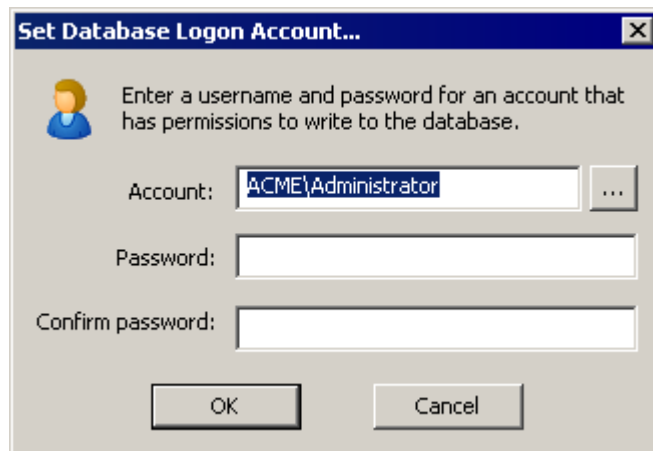 Set Database Logon Account...
Enter a username and password for an account that
has permissions to write to the database.
Account: ACME\Administrator ...
Password:
Confirm password:
OK Cancel